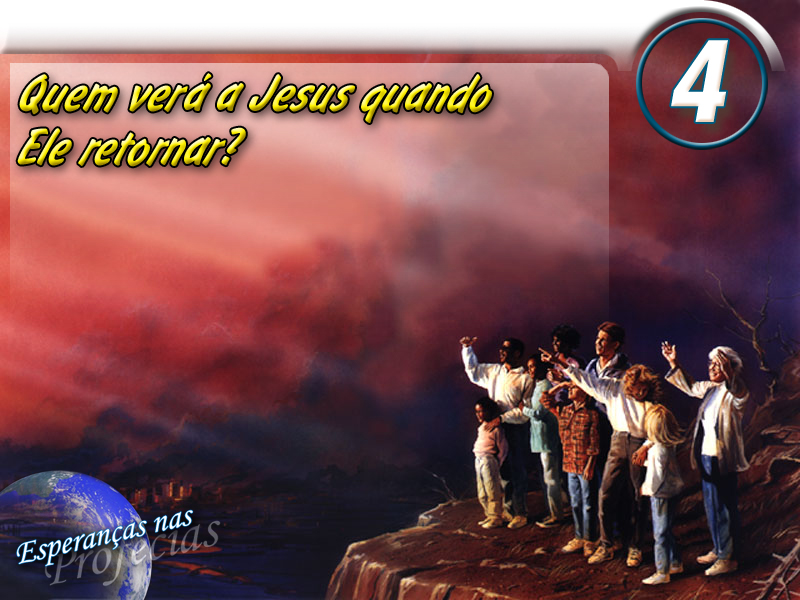 4
Quem verá a Jesus quando
Ele retornar?
Esperanças nas
Profecias